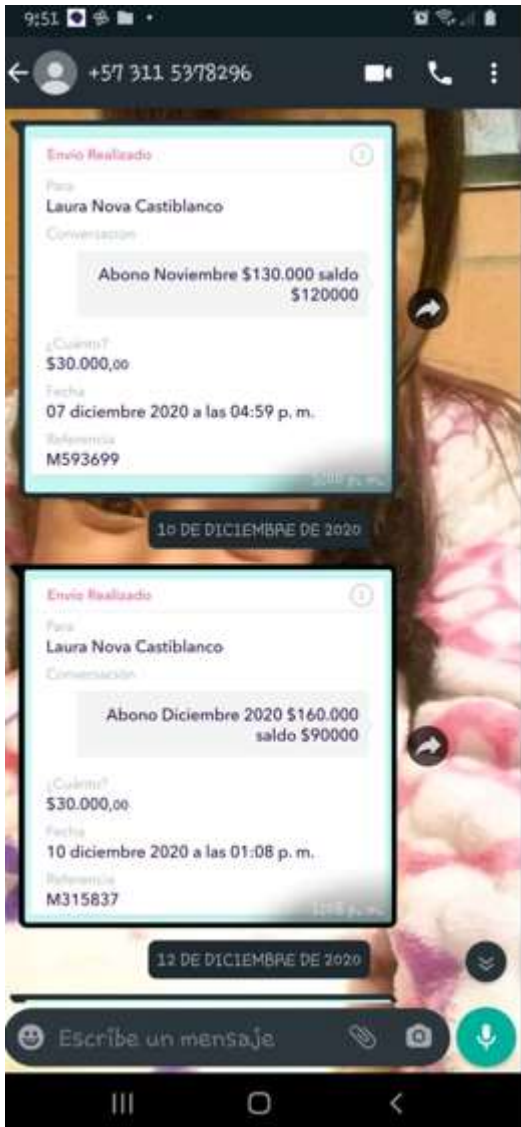 9:51
+57 311 5378296
Envío Realizado
Para
Laura Nova Castiblanco
Conversación
Abono Noviembre $130.000 saldo
$120000
¿Cuánto?
$30.000,00
Fecha
07 diciembre 2020 a las 04:59 p. m.
Referencia
M593699
10 DE DICIEMBRE DE 2020
Envío Realizado
Para
Laura Nova Castiblanco
Conversación
Abono Diciembre 2020 $160.000
saldo $90000
¿Cuánto?
$30.000,00
Fecha
10 diciembre 2020 a las 01:08 p. m.
Referencia
M315837
12 DE DICIEMBRE DE 2020
Escribe un mensaje